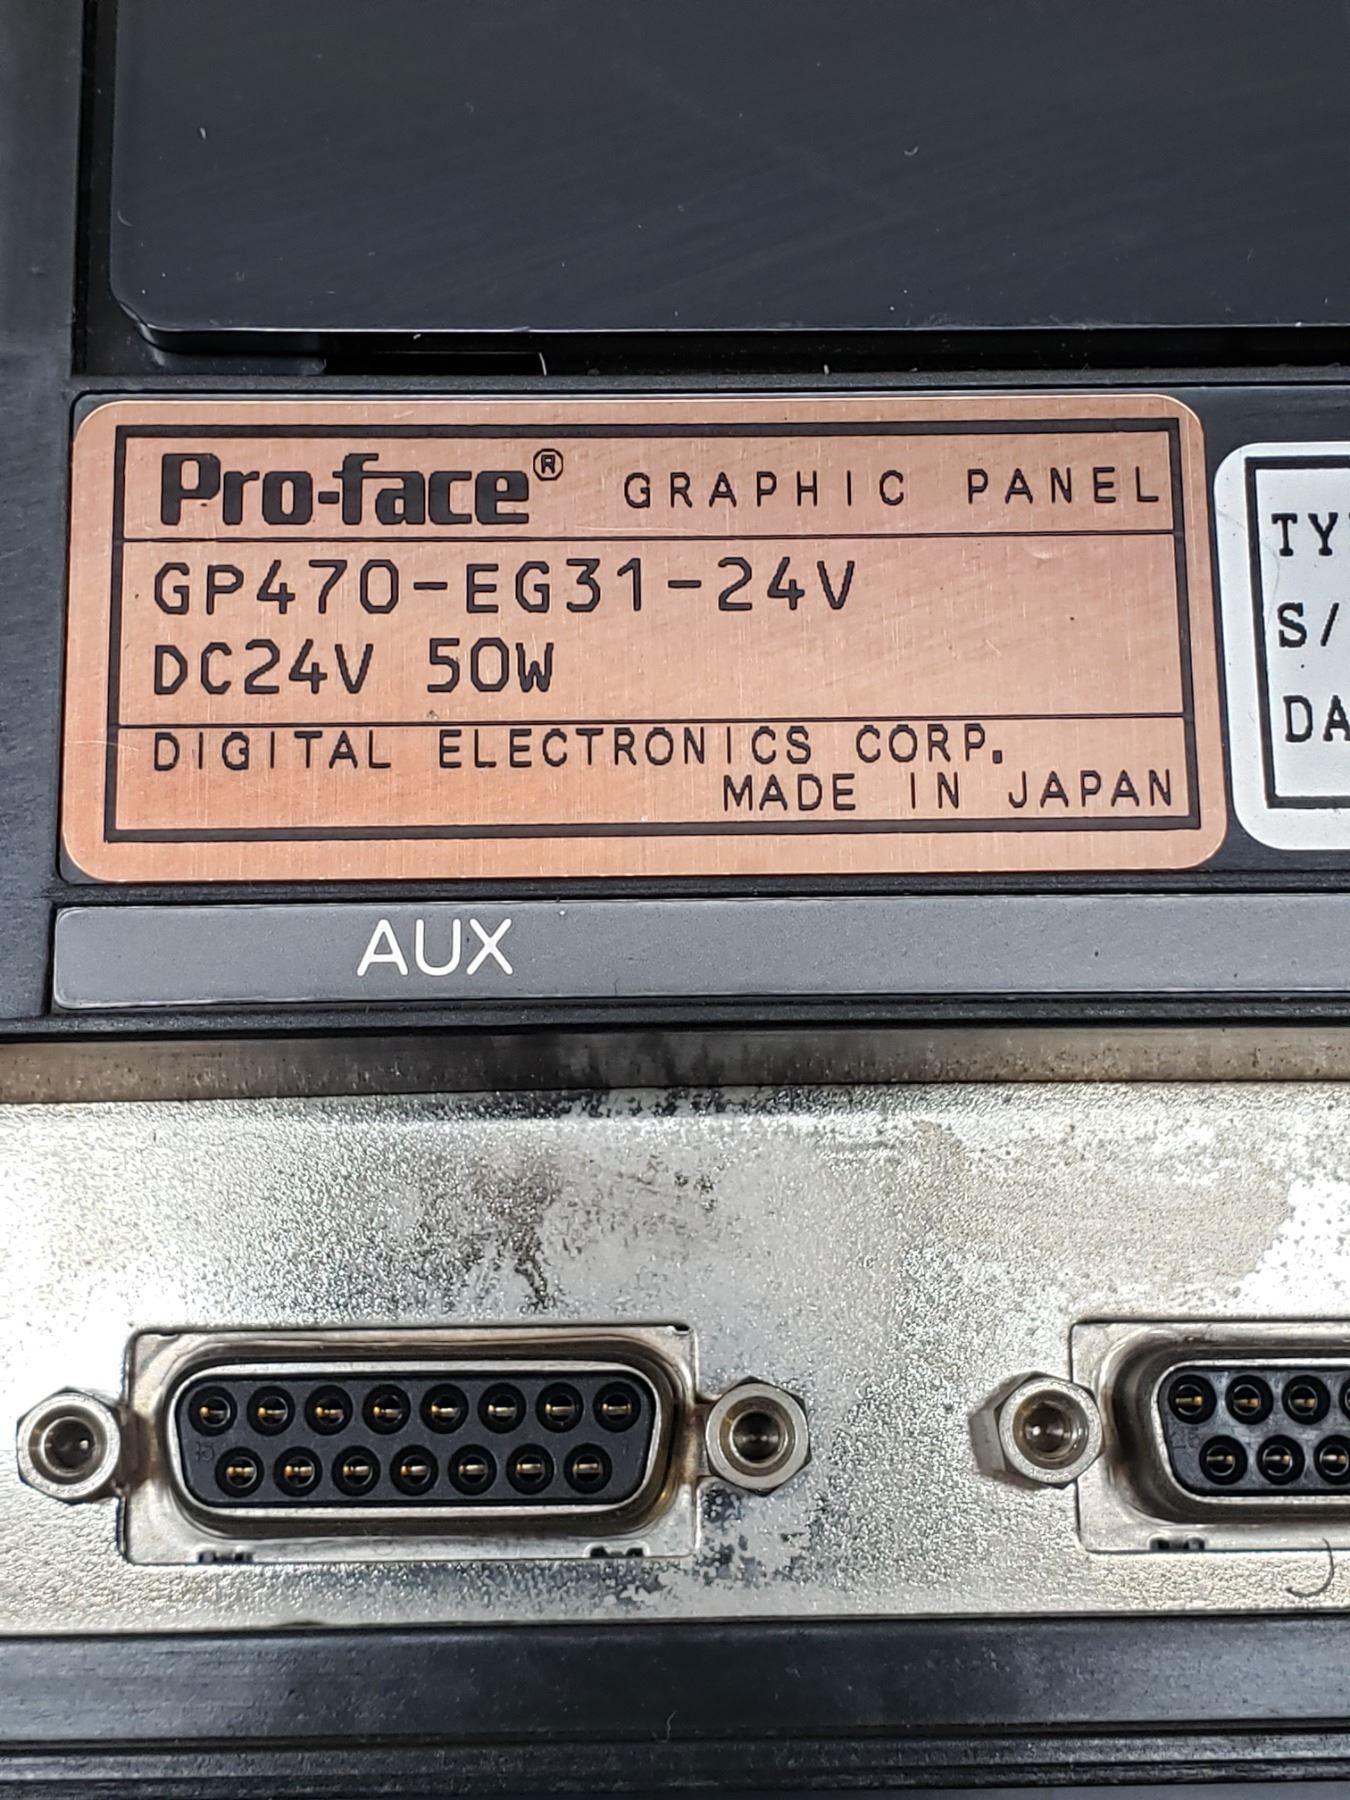 Pro-face® GRAPHIC PANEL
GP470-EG31-24V
DC24V 50W
DIGITAL ELECTRONICS CORP.
MADE IN JAPAN
S/
AUX